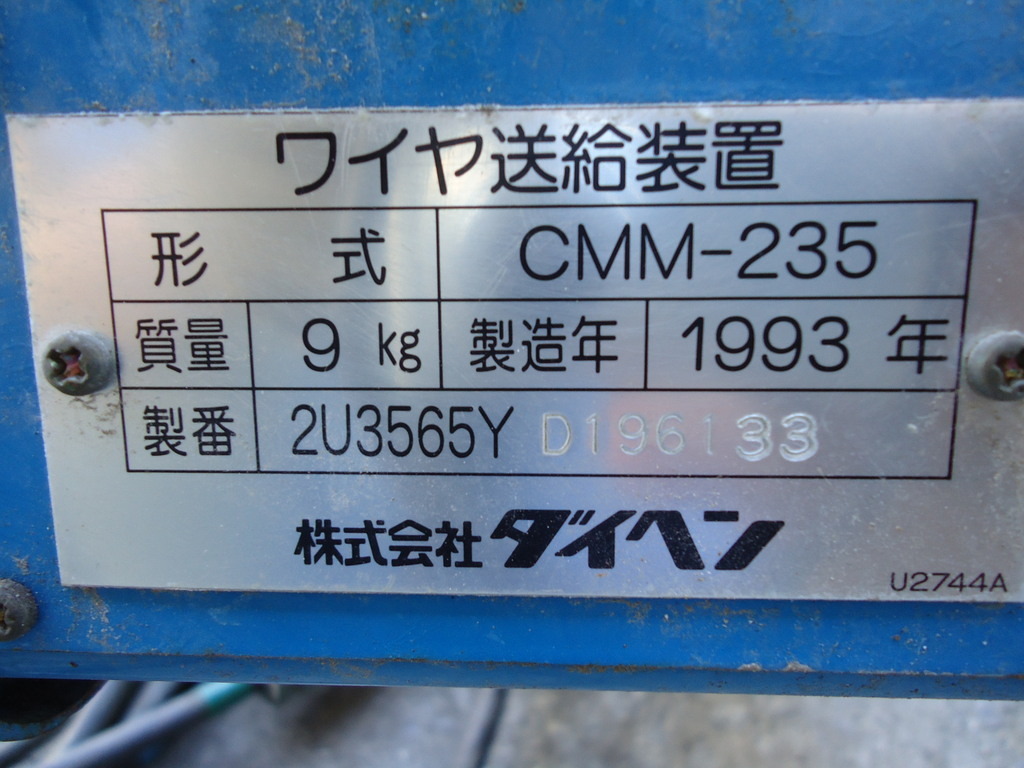 ワイヤ送給装置
形式 CMM-235
質量 9 kg 製造年 1993 年
製番 2U3565Y D196133
株式会社ダイヘン
U2744A